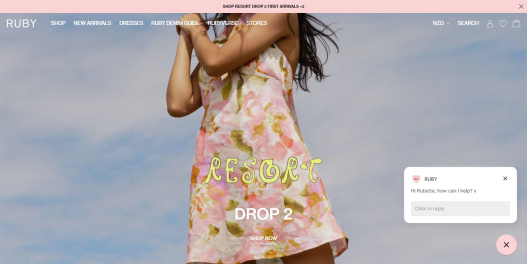 SHOP RESORT DROP 2 FIRST ARRIVALS <3
RUBY SHOP NEW ARRIVALS DRESSES RUBY DENIM GUIDE RUBYVERSE STORES NZD SEARCH
RESORT
DROP 2
SHOP NOW
RUBY
Hi Rubette, how can I help? x
Click to reply